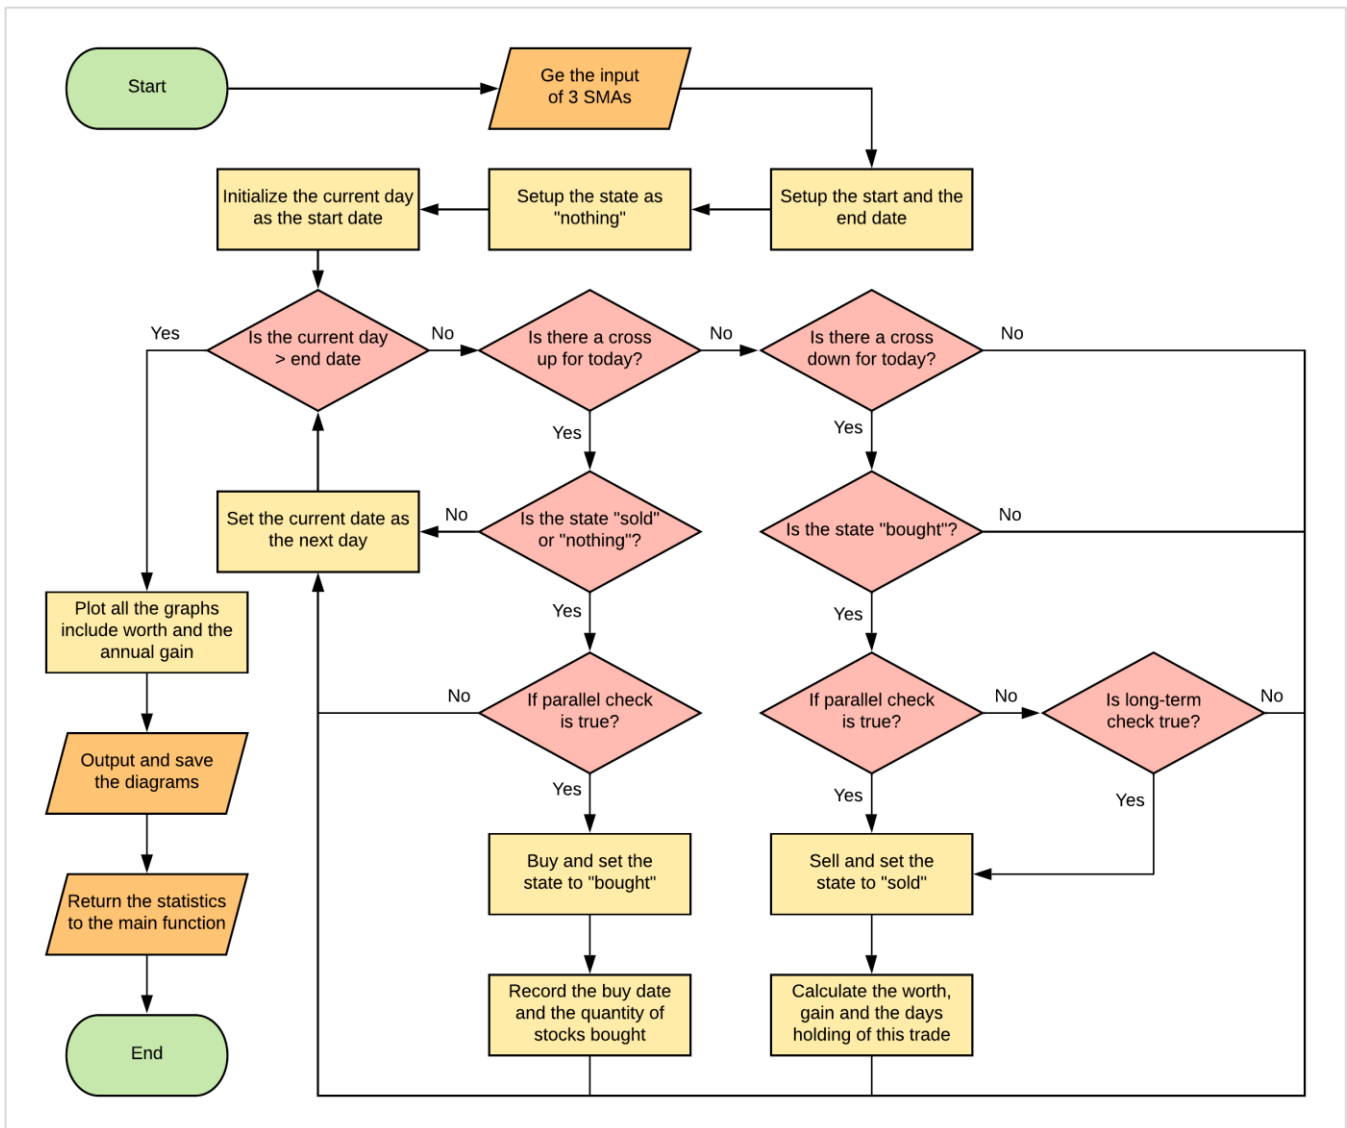 Start
Ge the input
of 3 SMAs
Initialize the current day
as the start date
Setup the state as
"nothing"
Setup the start and the
end date
Yes
Is the current day
> end date
No
Is there a cross
up for today?
No
Is there a cross
down for today?
No
Yes
Yes
Set the current date as
the next day
No
Is the state "sold"
or "nothing"?
Is the state "bought"?
No
Yes
Yes
Plot all the graphs
include worth and the
annual gain
No
If parallel check
is true?
If parallel check
is true?
No
Is long-term
check true?
No
Yes
Yes
Yes
Output and save
the diagrams
Buy and set the
state to "bought"
Sell and set the
state to "sold"
Return the statistics
to the main function
Record the buy date
and the quantity of
stocks bought
Calculate the worth,
gain and the days
holding of this trade
End